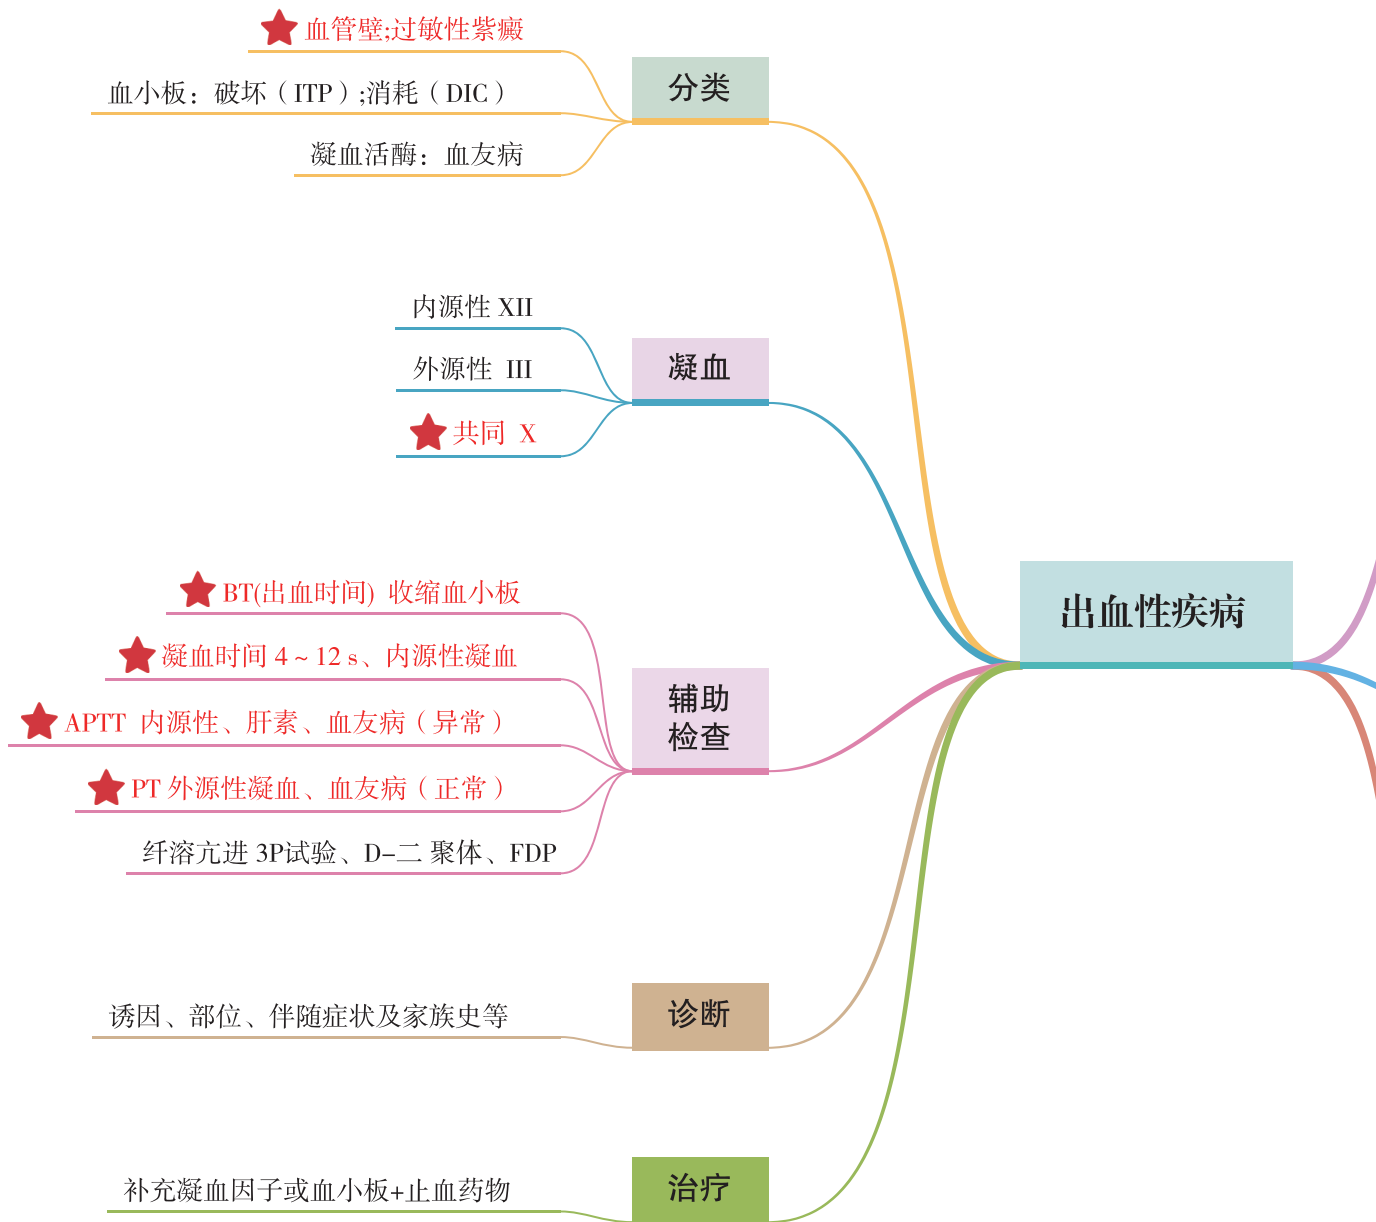 血管壁;过敏性紫癜
血小板：破坏（ITP）;消耗（DIC）
凝血活酶：血友病
分类
内源性 XII
外源性 III
共同 X
凝血
BT(出血时间) 收缩血小板
凝血时间 4~12 s、内源性凝血
APTT 内源性、肝素、血友病（异常）
PT 外源性凝血、血友病（正常）
纤溶亢进 3P试验、D-二 聚体、FDP
辅助
检查
诱因、部位、伴随症状及家族史等
诊断
补充凝血因子或血小板+止血药物
治疗
出血性疾病